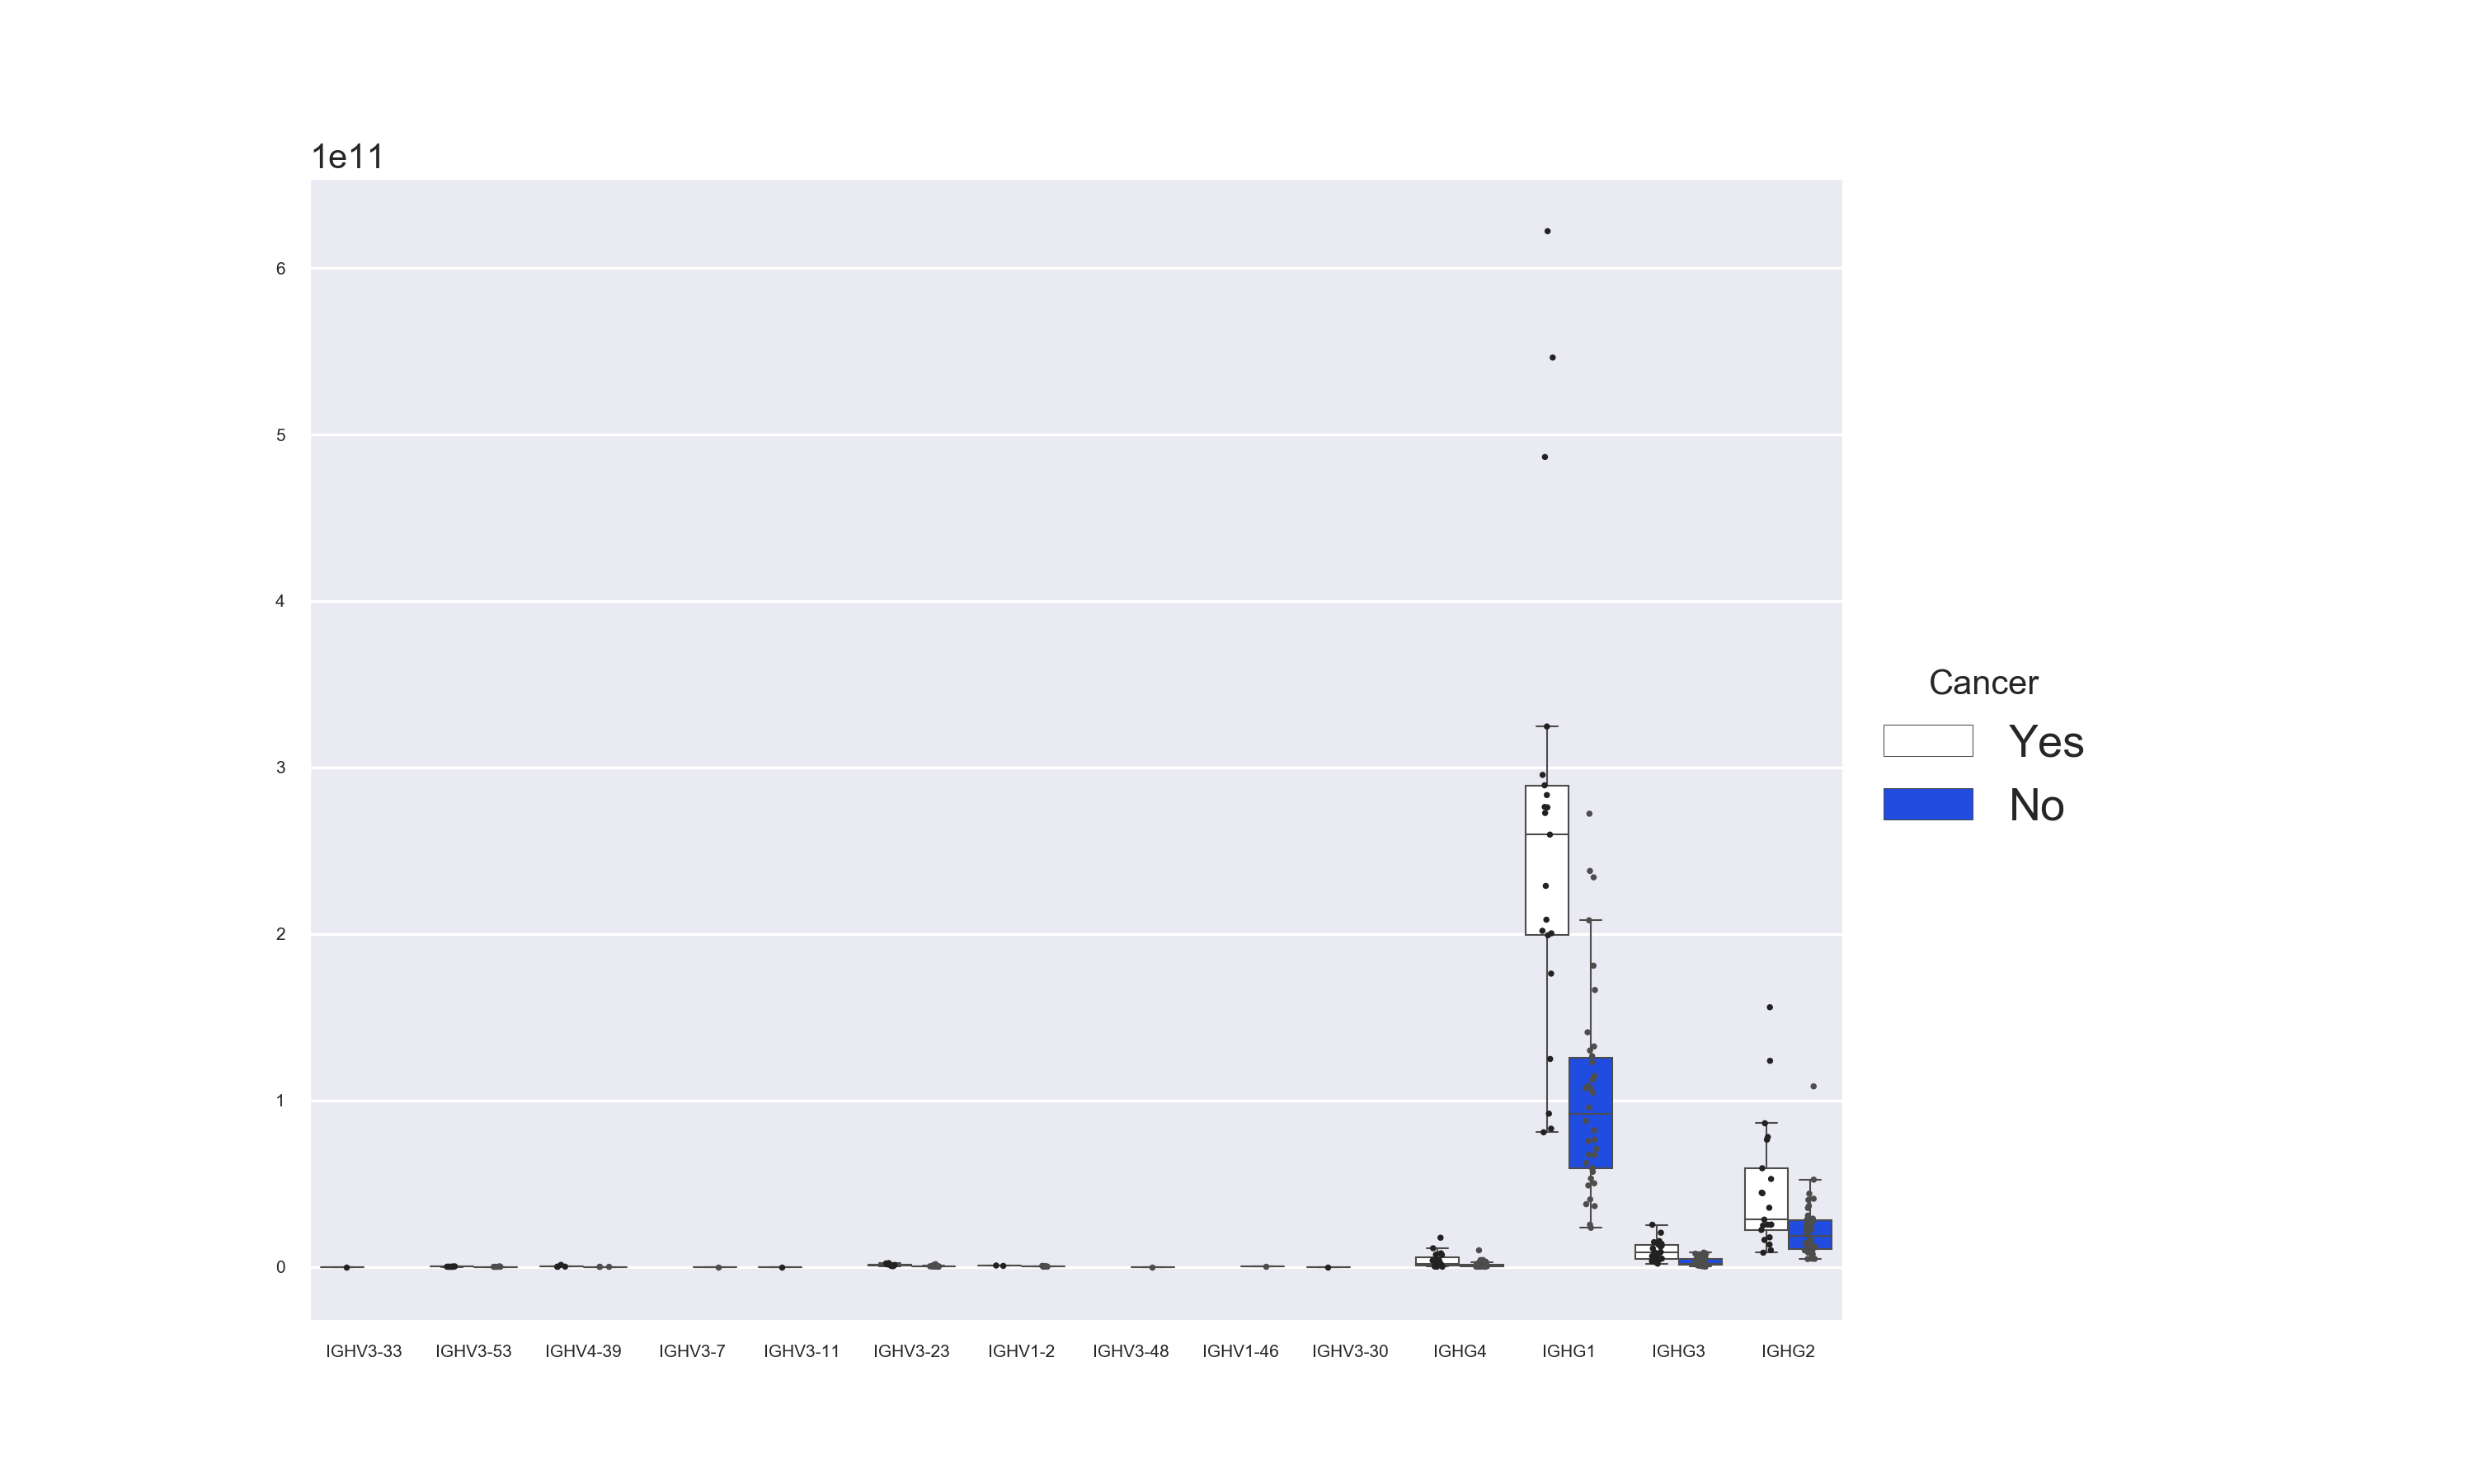 1e11
6
5
4
3
2
1
0
IGHV3-33 IGHV3-53 IGHV4-39 IGHV3-7 IGHV3-11 IGHV3-23 IGHV1-2 IGHV3-48 IGHV1-46 IGHV3-30 IGHG4 IGHG1 IGHG3 IGHG2
Cancer
Yes
No